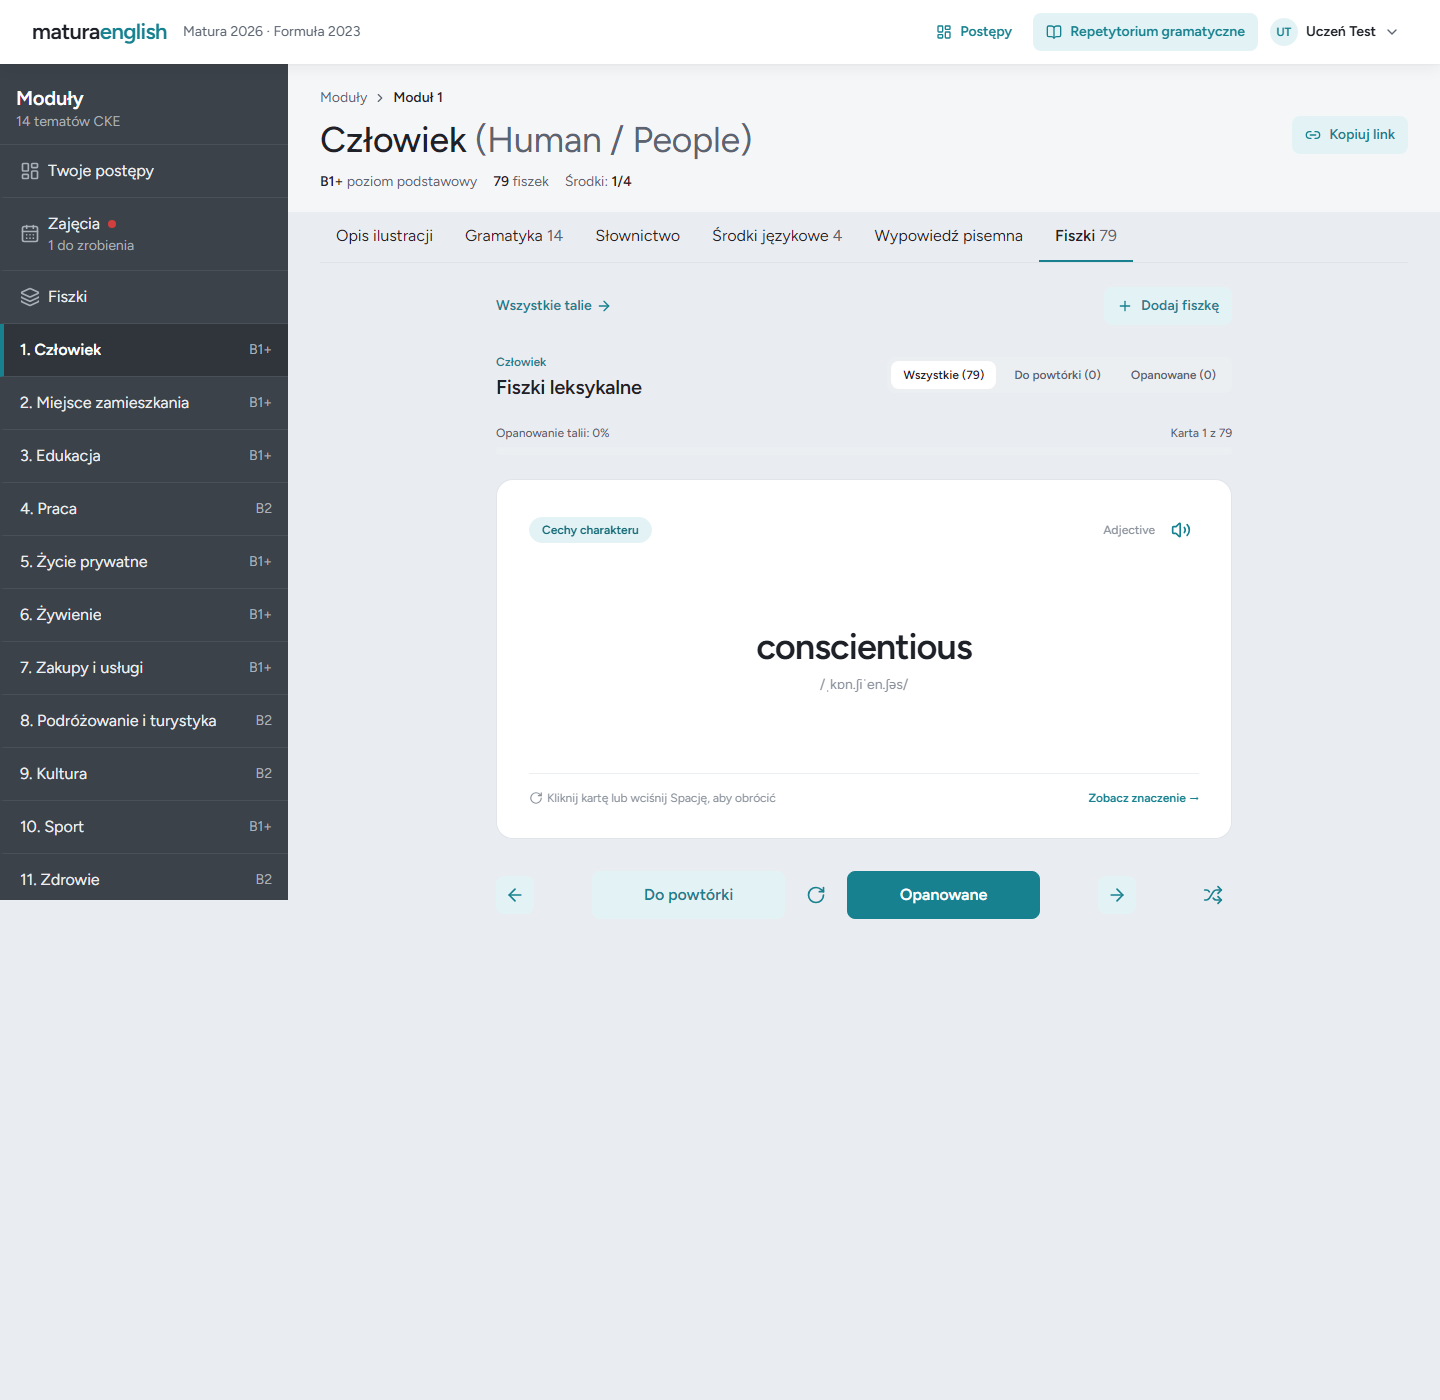 maturaenglish Matura 2026 · Formuła 2023
Postępy
Repetytorium gramatyczne
UT Uczeń Test
Moduły
14 tematów CKE
Twoje postępy
Zajęcia
1 do zrobienia
Fiszki
1. Człowiek B1+
2. Miejsce zamieszkania B1+
3. Edukacja B1+
4. Praca B2
5. Życie prywatne B1+
6. Żywienie B1+
7. Zakupy i usługi B1+
8. Podróżowanie i turystyka B2
9. Kultura B2
10. Sport B1+
11. Zdrowie B2
Moduły > Moduł 1
Człowiek (Human / People)
B1+ poziom podstawowy 79 fiszek Środki: 1/4
Kopiuj link
Opis ilustracji Gramatyka 14 Słownictwo Środki językowe 4 Wypowiedź pisemna Fiszki 79
Wszystkie talie →
+ Dodaj fiszkę
Człowiek
Fiszki leksykalne
Wszystkie (79) Do powtórki (0) Opanowane (0)
Opanowanie talii: 0% Karta 1 z 79
Cechy charakteru Adjective
conscientious
/ˌkɒn.ʃiˈen.ʃəs/
Kliknij kartę lub wciśnij Spację, aby obrócić Zobacz znaczenie →
Do powtórki Opanowane